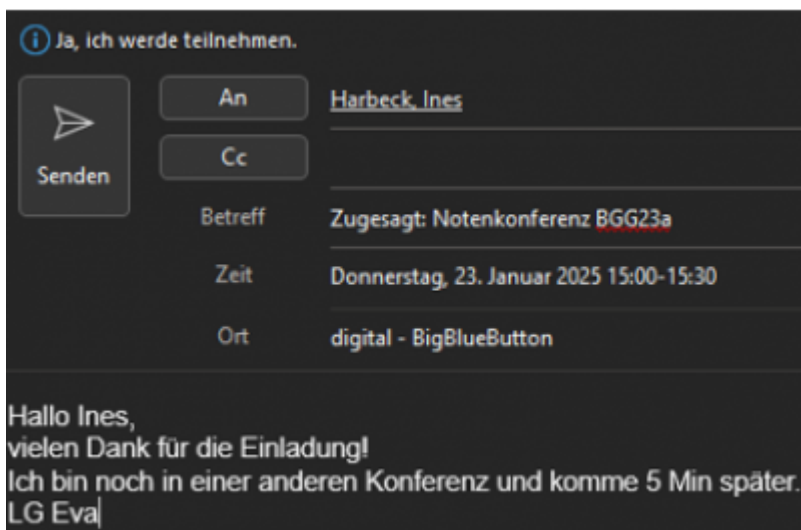 Ja, ich werde teilnehmen.
Senden
An Harbeck, Ines
Cc
Betreff Zugesagt: Notenkonferenz BGG23a
Zeit Donnerstag, 23. Januar 2025 15:00-15:30
Ort digital - BigBlueButton
Hallo Ines,
vielen Dank für die Einladung!
Ich bin noch in einer anderen Konferenz und komme 5 Min später.
LG Eva